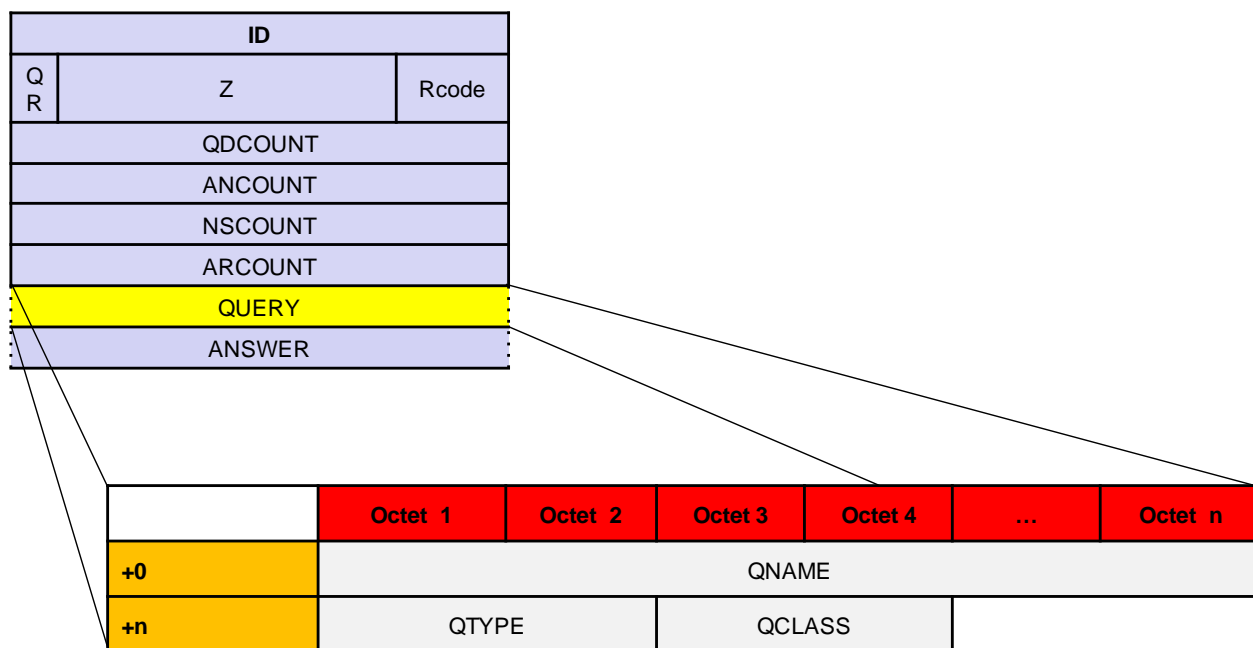 ID
Q
R
Z
Rcode
QDCOUNT
ANCOUNT
NSCOUNT
ARCOUNT
QUERY
ANSWER
Octet 1 Octet 2 Octet 3 Octet 4 … Octet n
+0 QNAME
+n QTYPE QCLASS